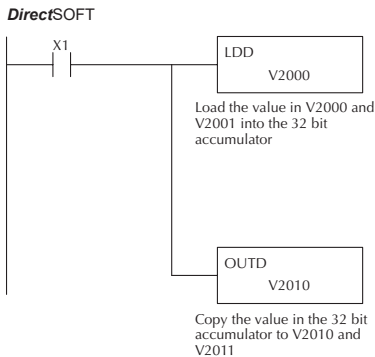 DirectSOFT
X1
LDD
V2000
Load the value in V2000 and
V2001 into the 32 bit
accumulator
OUTD
V2010
Copy the value in the 32 bit
accumulator to V2010 and
V2011